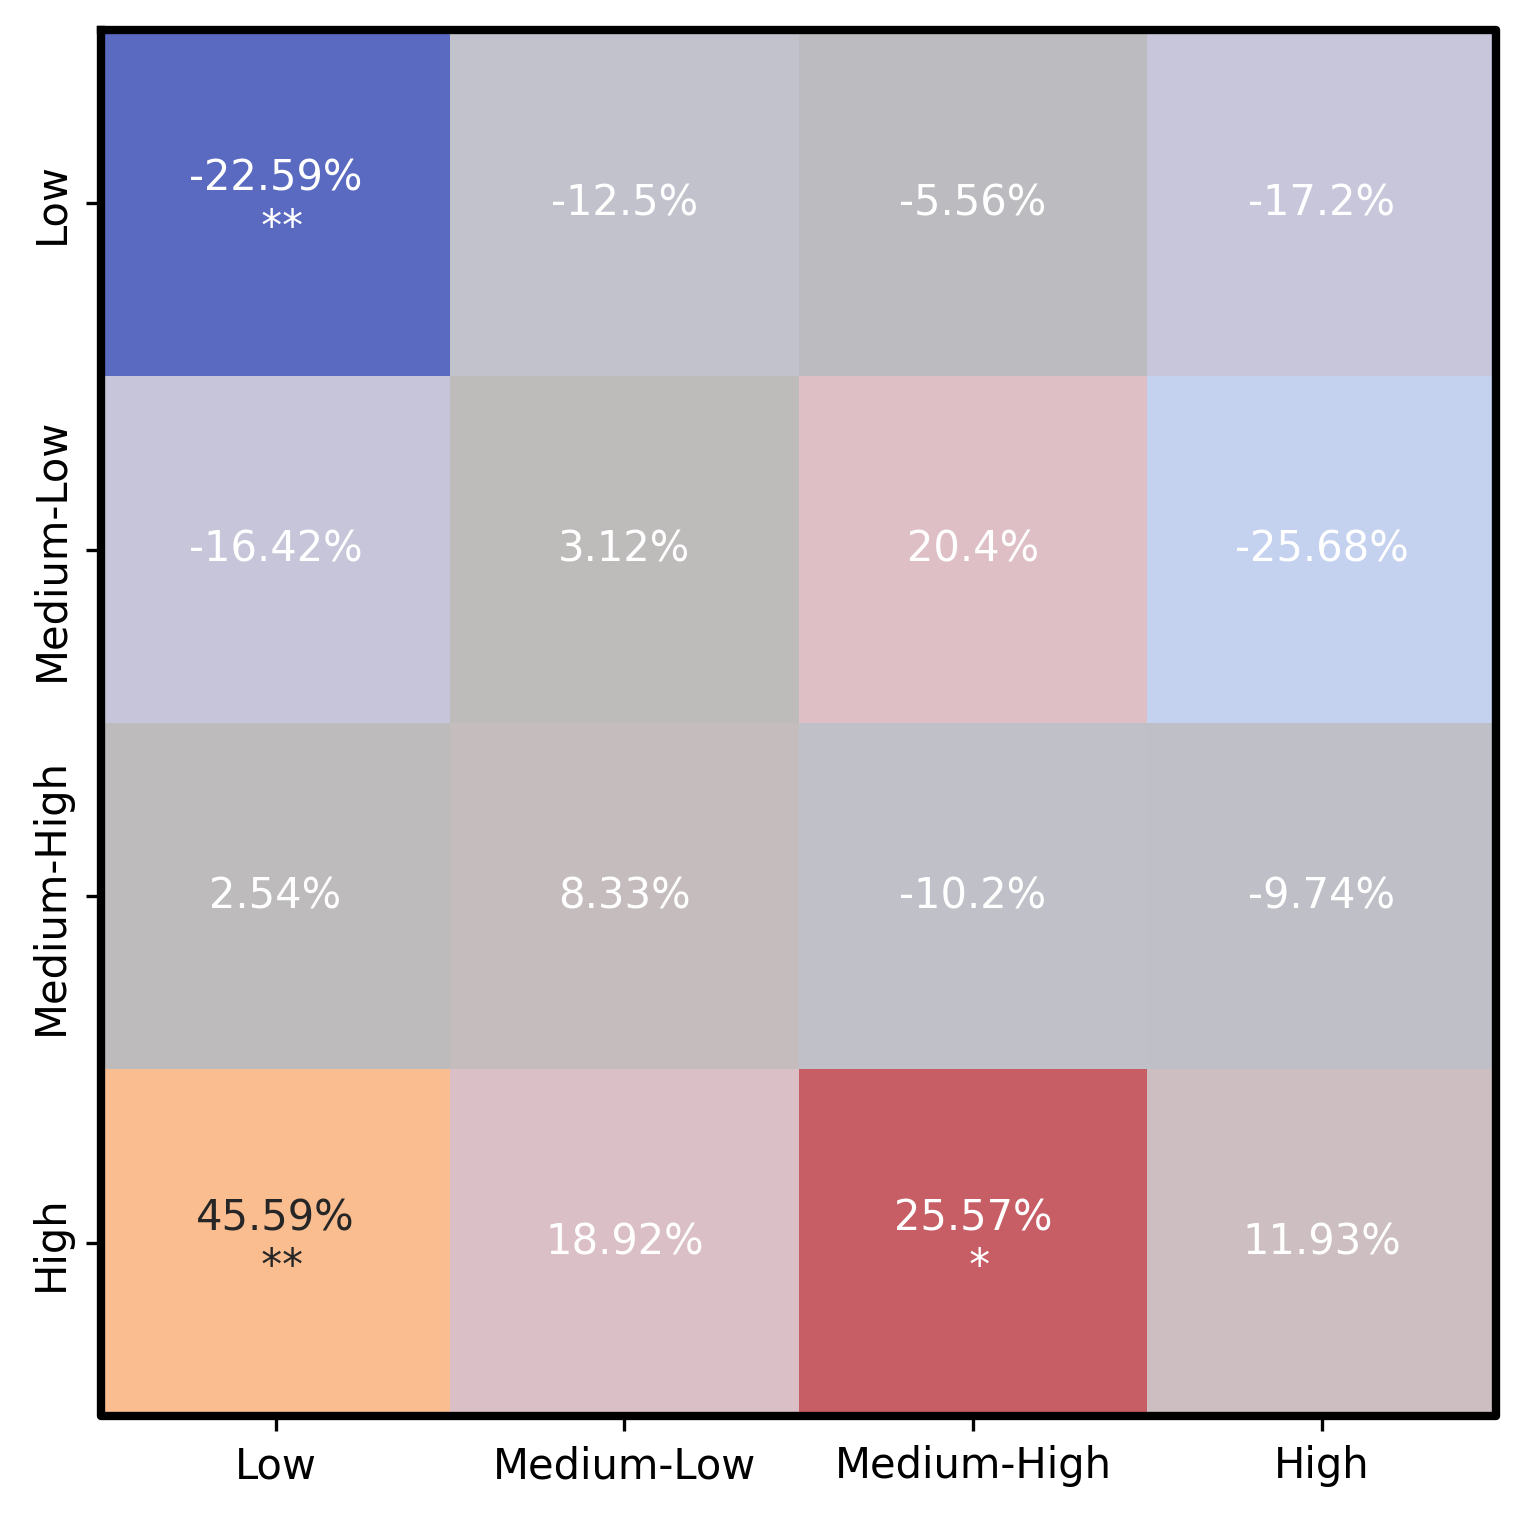 Low
-22.59%
**
-12.5%
-5.56%
-17.2%
Medium-Low
-16.42%
3.12%
20.4%
-25.68%
Medium-High
2.54%
8.33%
-10.2%
-9.74%
High
45.59%
**
18.92%
25.57%
*
11.93%
Low
Medium-Low
Medium-High
High